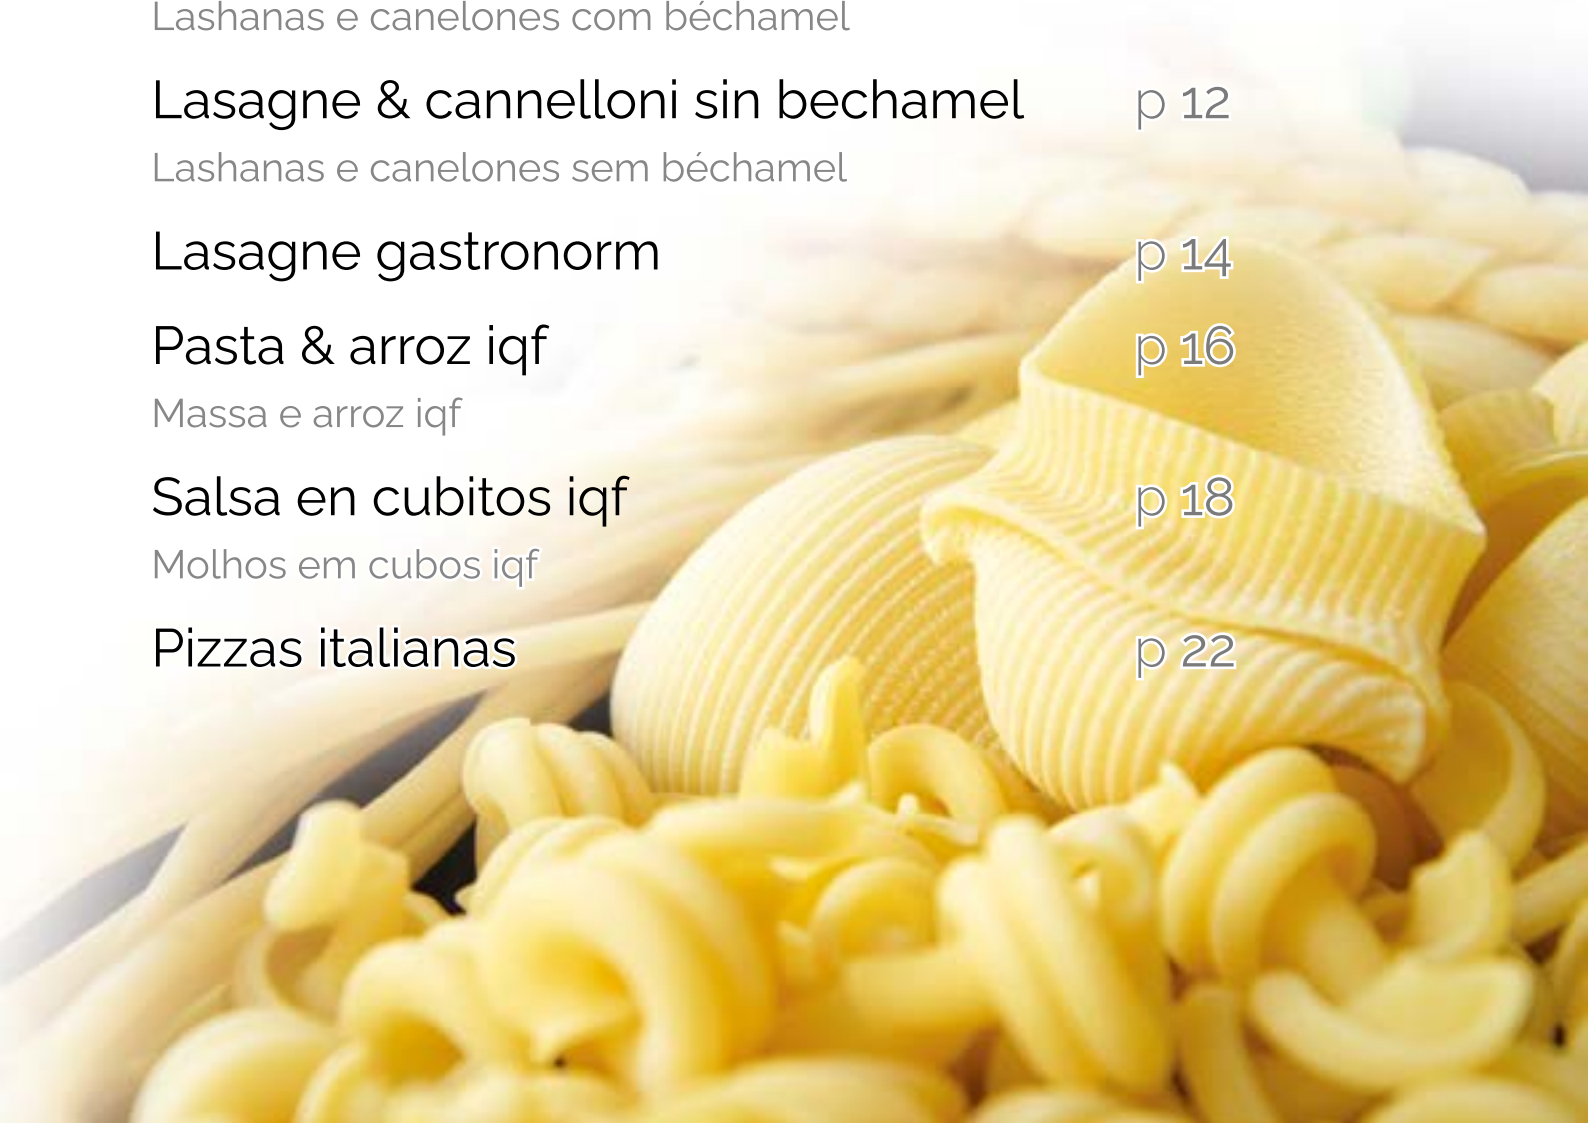 Lashanas e canelones com béchamel
Lasagne & cannelloni sin bechamel p 12
Lashanas e canelones sem béchamel
Lasagne gastronorm p 14
Pasta & arroz iqf p 16
Massa e arroz iqf
Salsa en cubitos iqf p 18
Molhos em cubos iqf
Pizzas italianas p 22